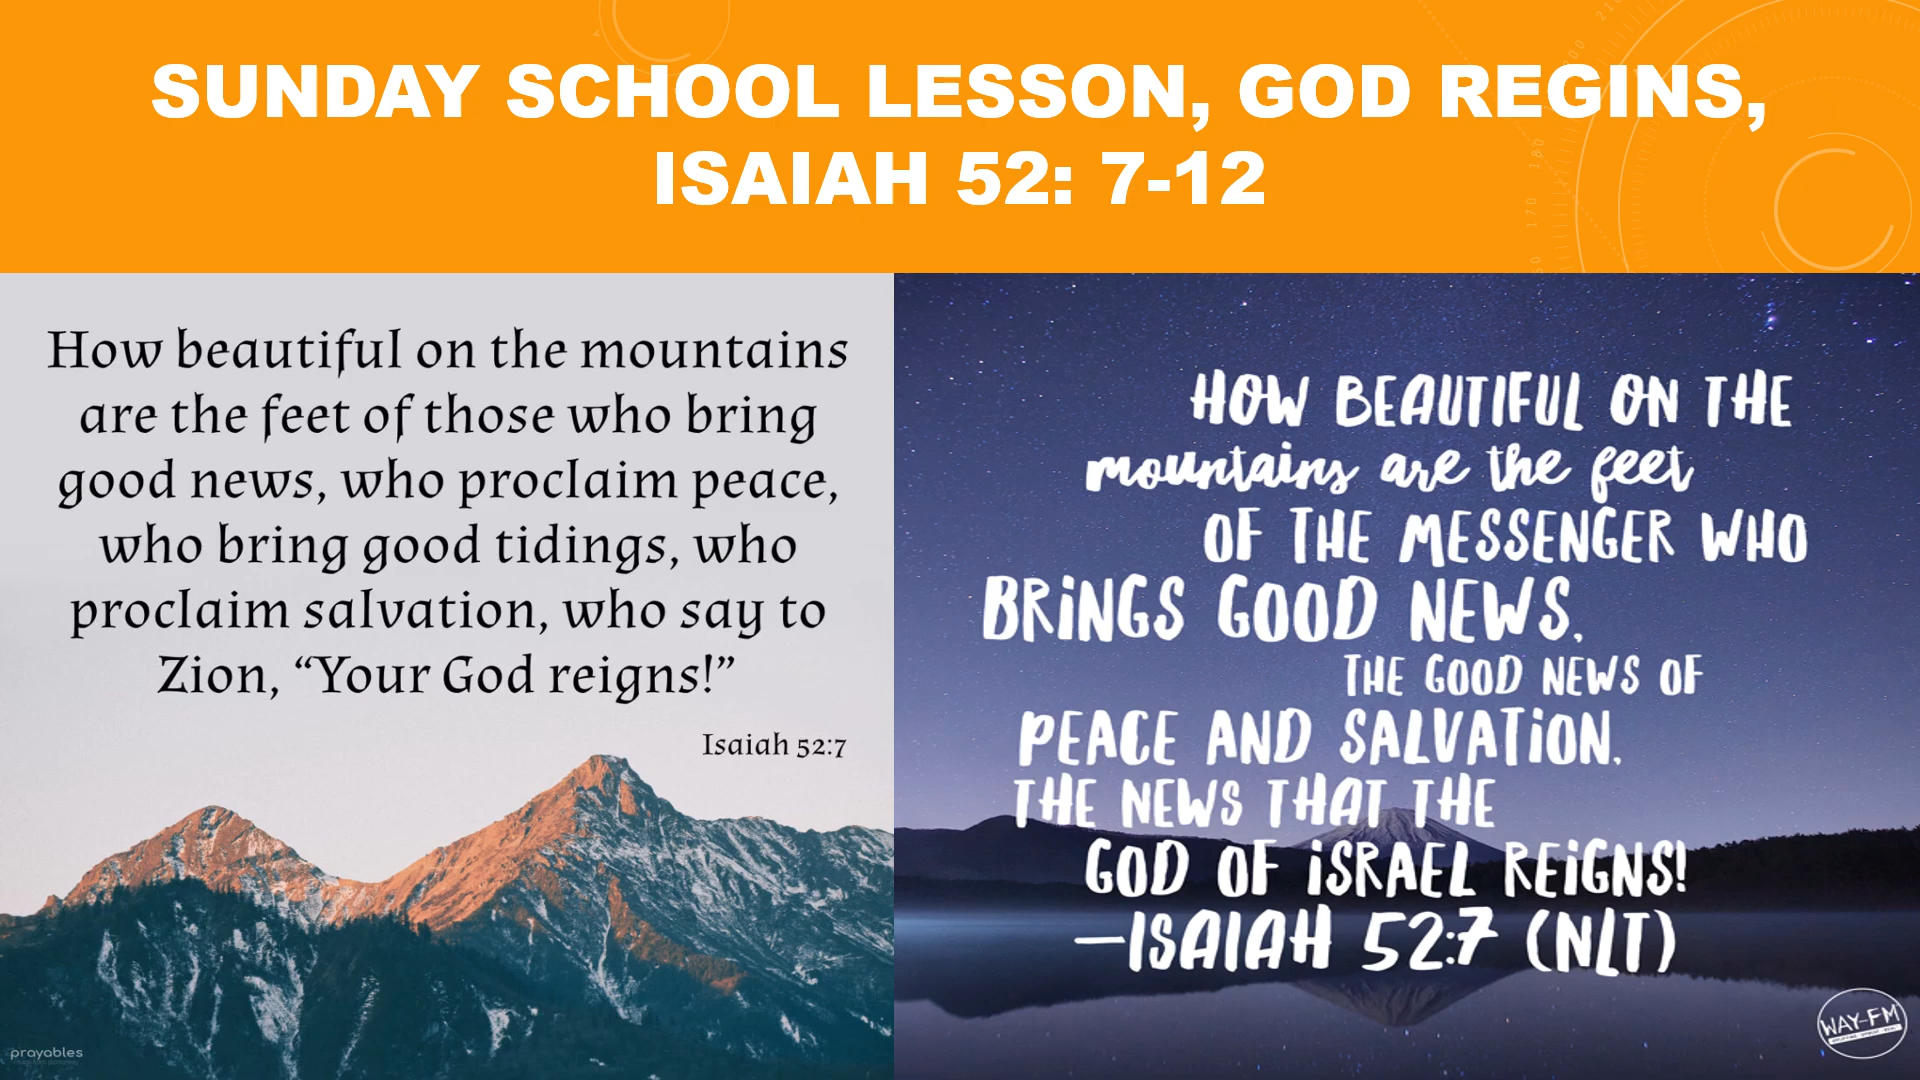 SUNDAY SCHOOL LESSON, GOD REGINS,
ISAIAH 52: 7-12
How beautiful on the mountains
are the feet of those who bring
good news, who proclaim peace,
who bring good tidings, who
proclaim salvation, who say to
Zion, “Your God reigns!”
Isaiah 52:7
prayables
HOW BEAUTIFUL ON THE
mountains are the feet
OF THE MESSENGER WHO
BRiNGS GOOD NEWS,
THE GOOD NEWS OF
PEACE AND SALVATiON,
THE NEWS THAT THE
GOD OF iSRAEL REiGNS!
–ISAIAH 52:7 (NLT)
WAY-FM